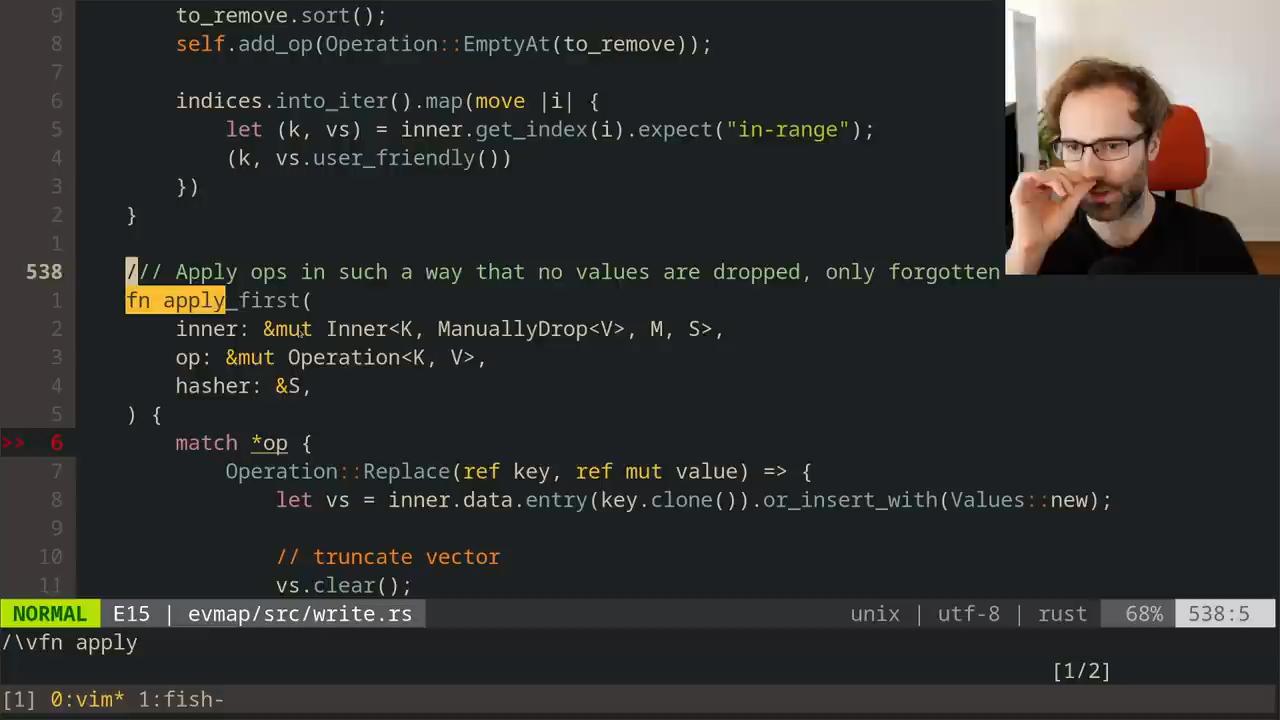 9 to_remove.sort();
8 self.add_op(Operation::EmptyAt(to_remove));
7
6 indices.into_iter().map(move |i| {
5 let (k, vs) = inner.get_index(i).expect("in-range");
4 (k, vs.user_friendly())
3 })
2 }
1
538 /// Apply ops in such a way that no values are dropped, only forgotten
1 fn apply_first(
2 inner: &mut Inner<K, ManuallyDrop<V>, M, S>,
3 op: &mut Operation<K, V>,
4 hasher: &S,
5 ) {
>> 6 match *op {
7 Operation::Replace(ref key, ref mut value) => {
8 let vs = inner.data.entry(key.clone()).or_insert_with(Values::new);
9
10 // truncate vector
11 vs.clear();
NORMAL E15 | evmap/src/write.rs unix | utf-8 | rust 68% 538:5
/\vfn apply
[1/2]
[1] 0:vim* 1:fish-